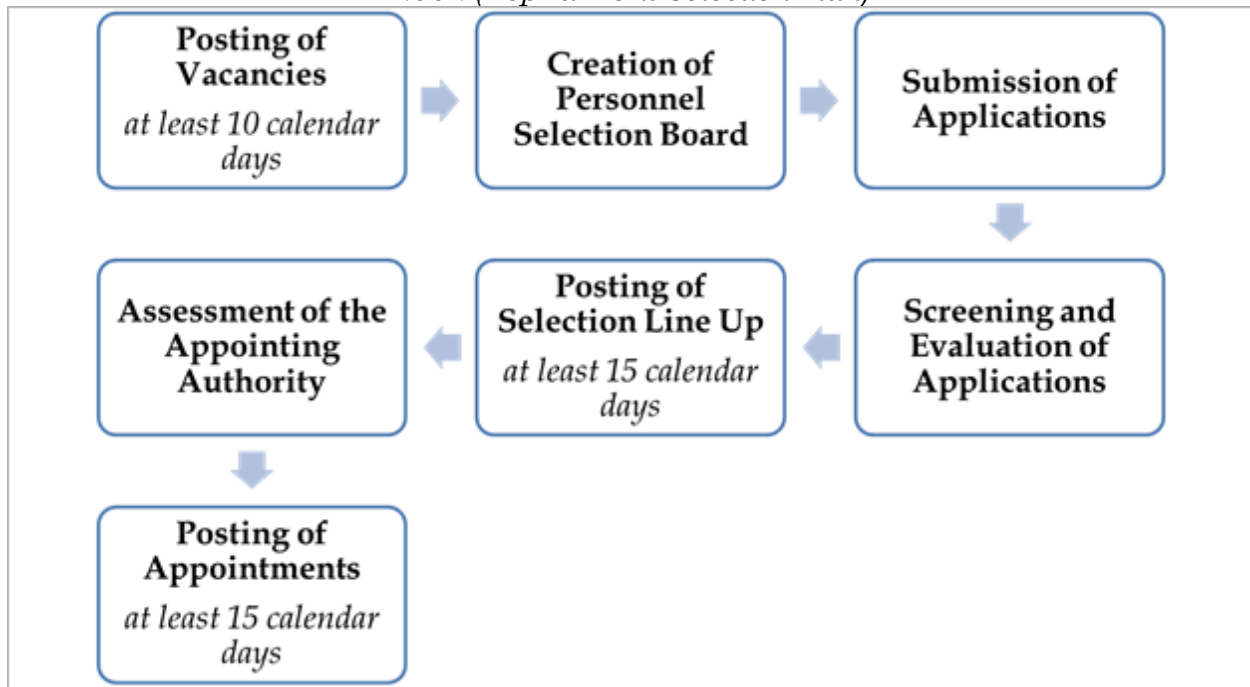 Posting of
Vacancies
at least 10 calendar
days
Creation of
Personnel
Selection Board
Submission of
Applications
Screening and
Evaluation of
Applications
Posting of
Selection Line Up
at least 15 calendar
days
Assessment of the
Appointing
Authority
Posting of
Appointments
at least 15 calendar
days